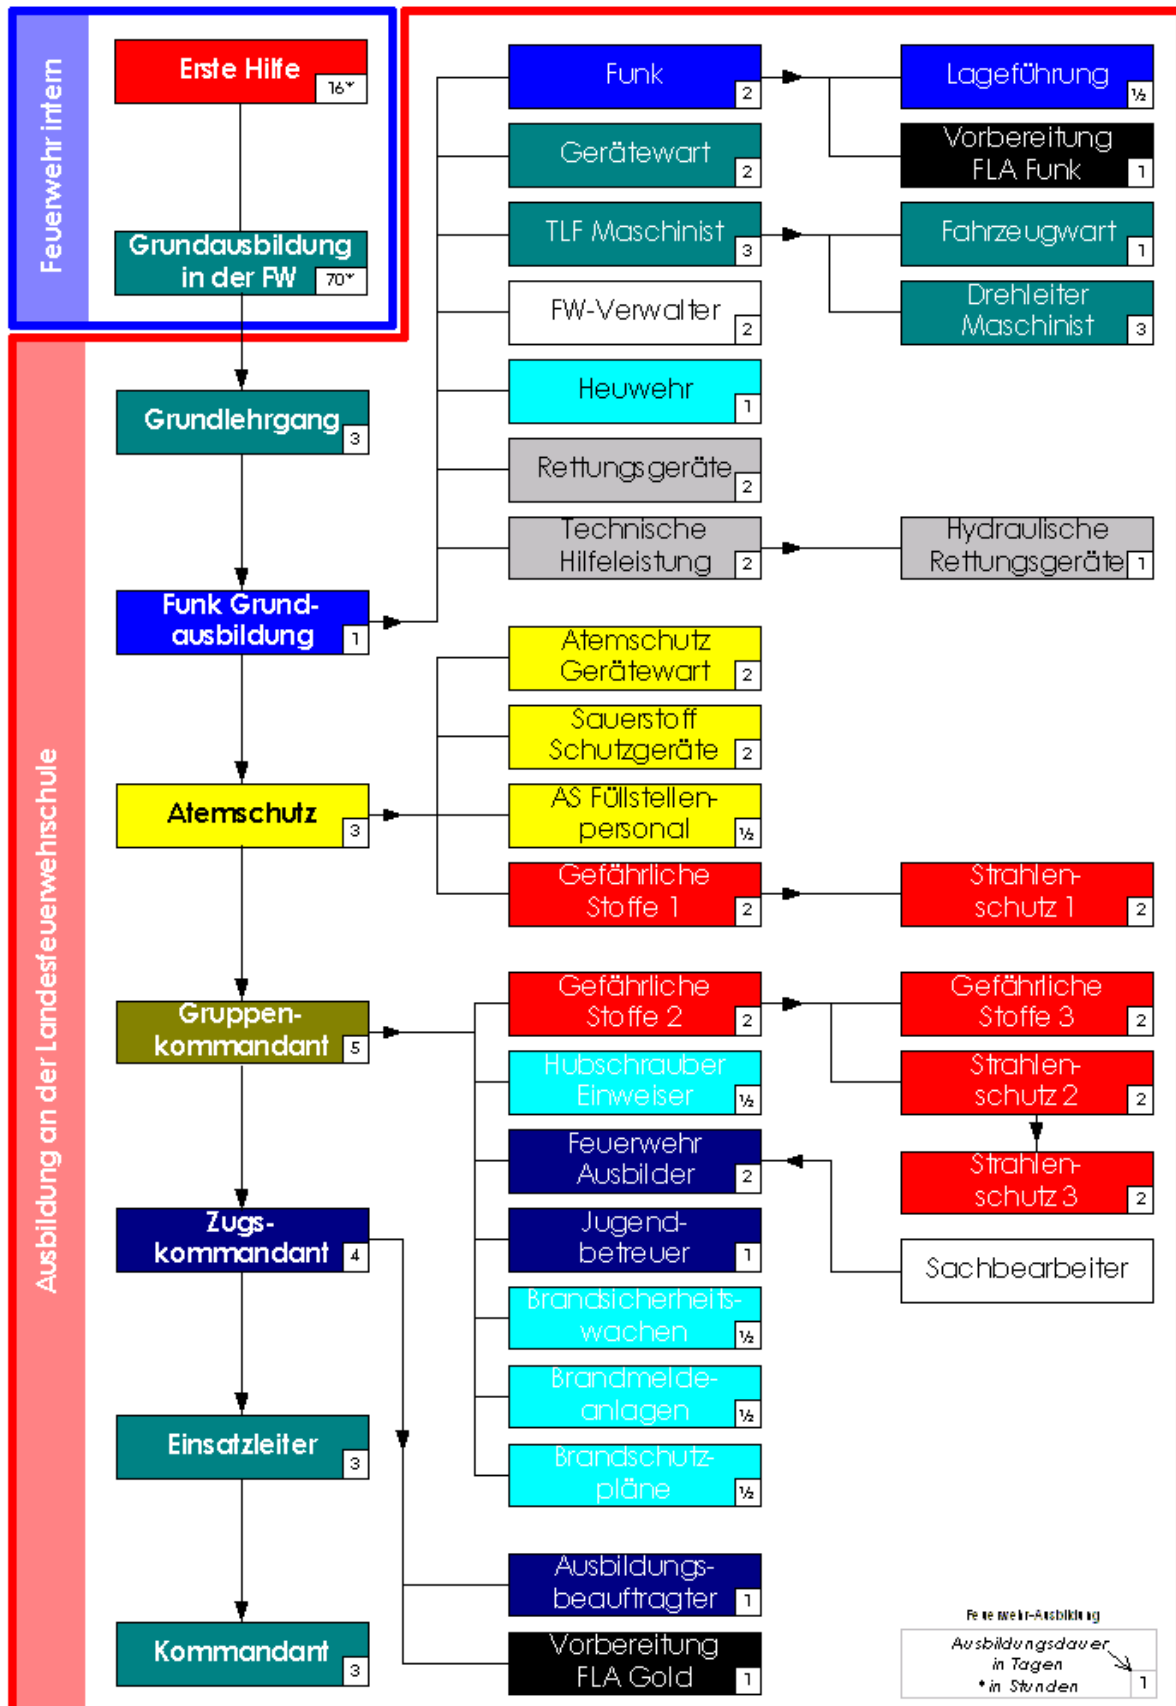 Feuerwehr intern
Erste Hilfe
16*
Grundausbildung
in der FW
70*
Ausbildung an der Landesfeuerwehrschule
Grundlehrgang
3
Funk Grund-
ausbildung
1
Atemschutz
3
Gruppen-
kommandant
5
Zugs-
kommandant
4
Einsatzleiter
3
Kommandant
3
Funk
2
Gerätewart
2
TLF Maschinist
3
FW-Verwalter
2
Heuwehr
1
Rettungsgeräte
2
Technische
Hilfeleistung
2
Atemschutz
Gerätewart
2
Sauerstoff
Schutzgeräte
2
AS Füllstellen-
personal
½
Gefährliche
Stoffe 1
2
Gefährliche
Stoffe 2
2
Hubschrauber
Einweiser
½
Feuerwehr
Ausbilder
2
Jugend-
betreuer
1
Brandsicherheits-
wachen
½
Brandmelde-
anlagen
½
Brandschutz-
pläne
½
Ausbildungs-
beauftragter
1
Vorbereitung
FLA Gold
1
Lageführung
½
Vorbereitung
FLA Funk
1
Fahrzeugwart
1
Drehleiter
Maschinist
3
Hydraulische
Rettungsgeräte
1
Strahlen-
schutz 1
2
Gefährliche
Stoffe 3
2
Strahlen-
schutz 2
2
Strahlen-
schutz 3
2
Sachbearbeiter
Feuerwehr-Ausbildung
Ausbildungsdauer
in Tagen
* in Stunden
1